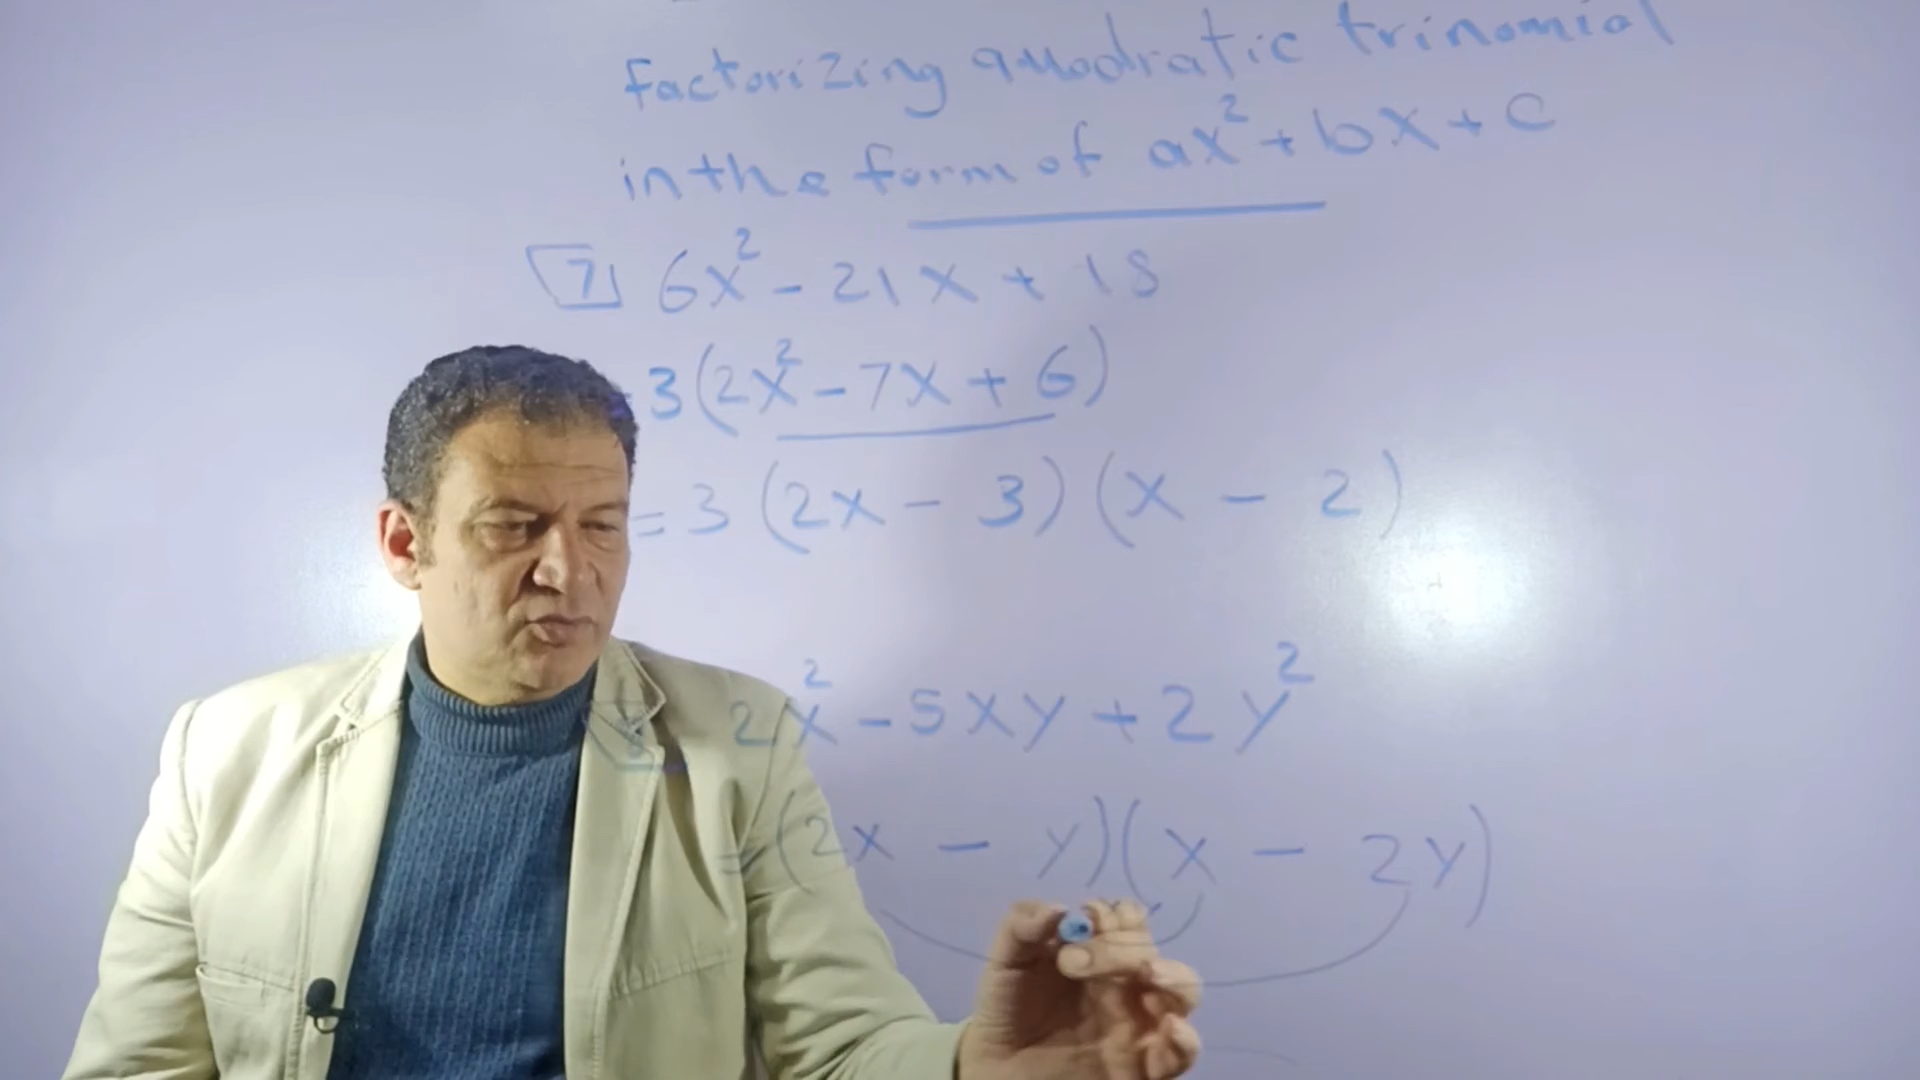 factorizing quadratic trinomial
in the form of ax² + bx + c
7 6x² - 21x + 18
= 3(2x² - 7x + 6)
= 3(2x - 3)(x - 2)
8 2x² - 5xy + 2y²
= (2x - y)(x - 2y)